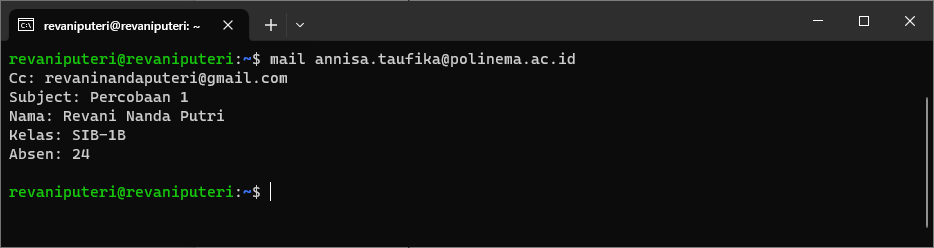 revaniputeri@revaniputeri: ~
revaniputeri@revaniputeri:~$ mail annisa.taufika@polinema.ac.id
Cc: revaninandaputeri@gmail.com
Subject: Percobaan 1
Nama: Revani Nanda Putri
Kelas: SIB-1B
Absen: 24
revaniputeri@revaniputeri:~$